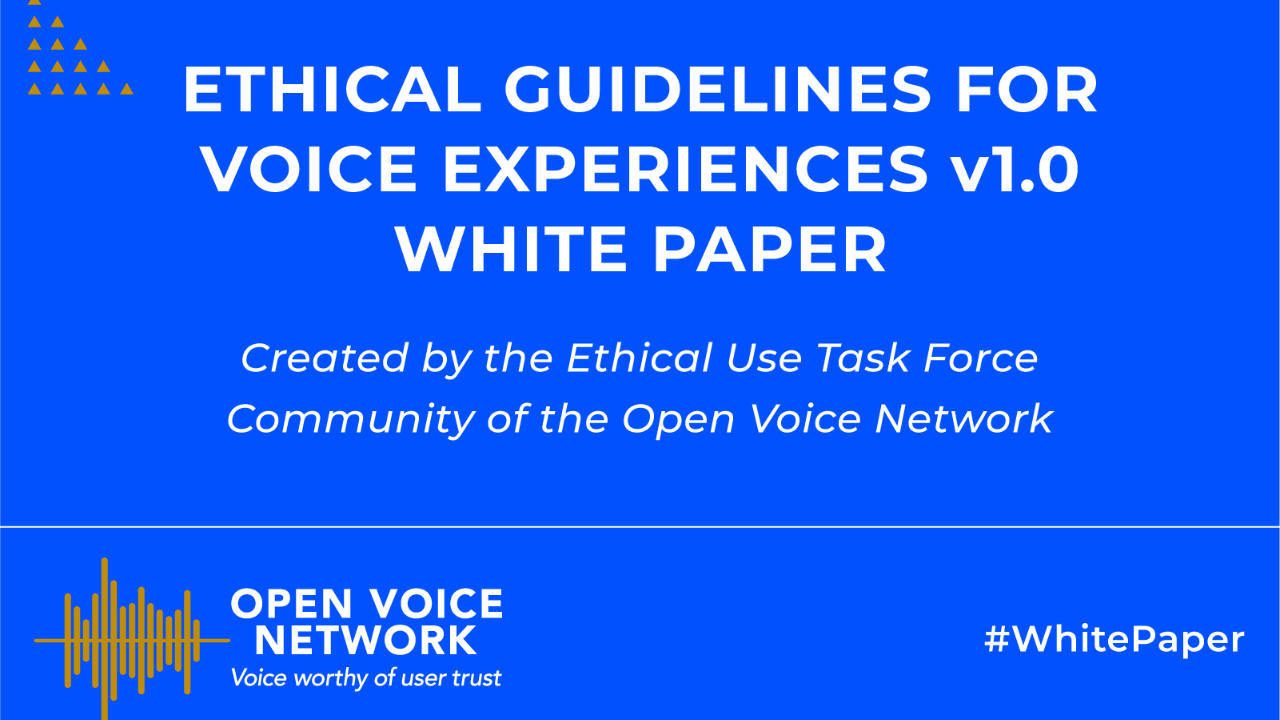 ETHICAL GUIDELINES FOR
VOICE EXPERIENCES v1.0
WHITE PAPER
Created by the Ethical Use Task Force
Community of the Open Voice Network
OPEN VOICE
NETWORK
Voice worthy of user trust
#WhitePaper